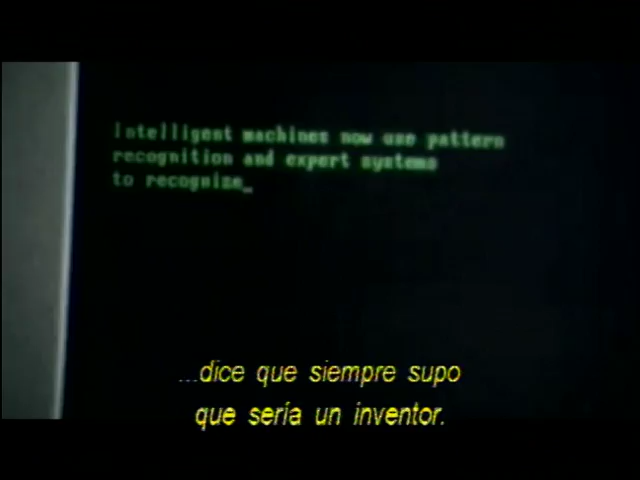 Intelligent machines now use pattern
recognition and expert systems
to recognize_
...dice que siempre supo
que sería un inventor.